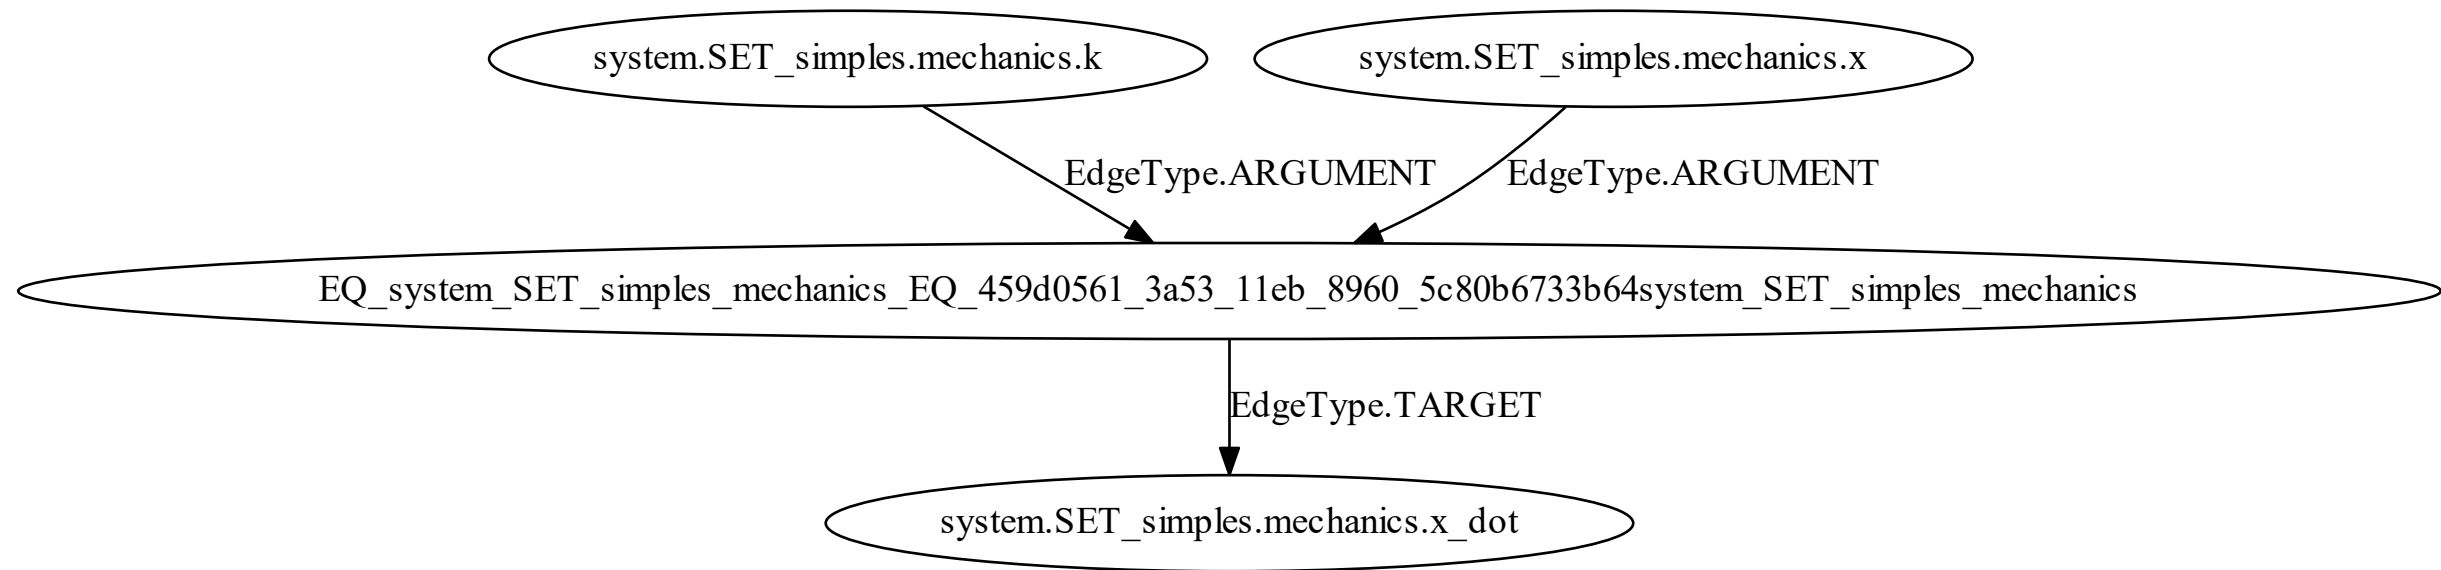 system.SET_simples.mechanics.k
system.SET_simples.mechanics.x
EdgeType.ARGUMENT
EdgeType.ARGUMENT
EQ_system_SET_simples_mechanics_EQ_459d0561_3a53_11eb_8960_5c80b6733b64system_SET_simples_mechanics
EdgeType.TARGET
system.SET_simples.mechanics.x_dot